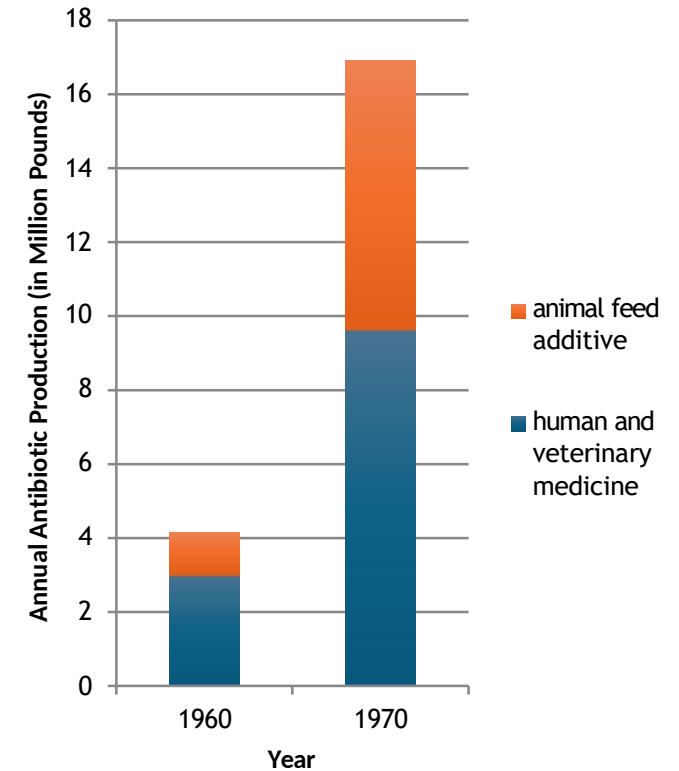 18
16
14
12
10
8
6
4
2
0
Annual Antibiotic Production (in Million Pounds)
1960
1970
Year
animal feed
additive
human and
veterinary
medicine